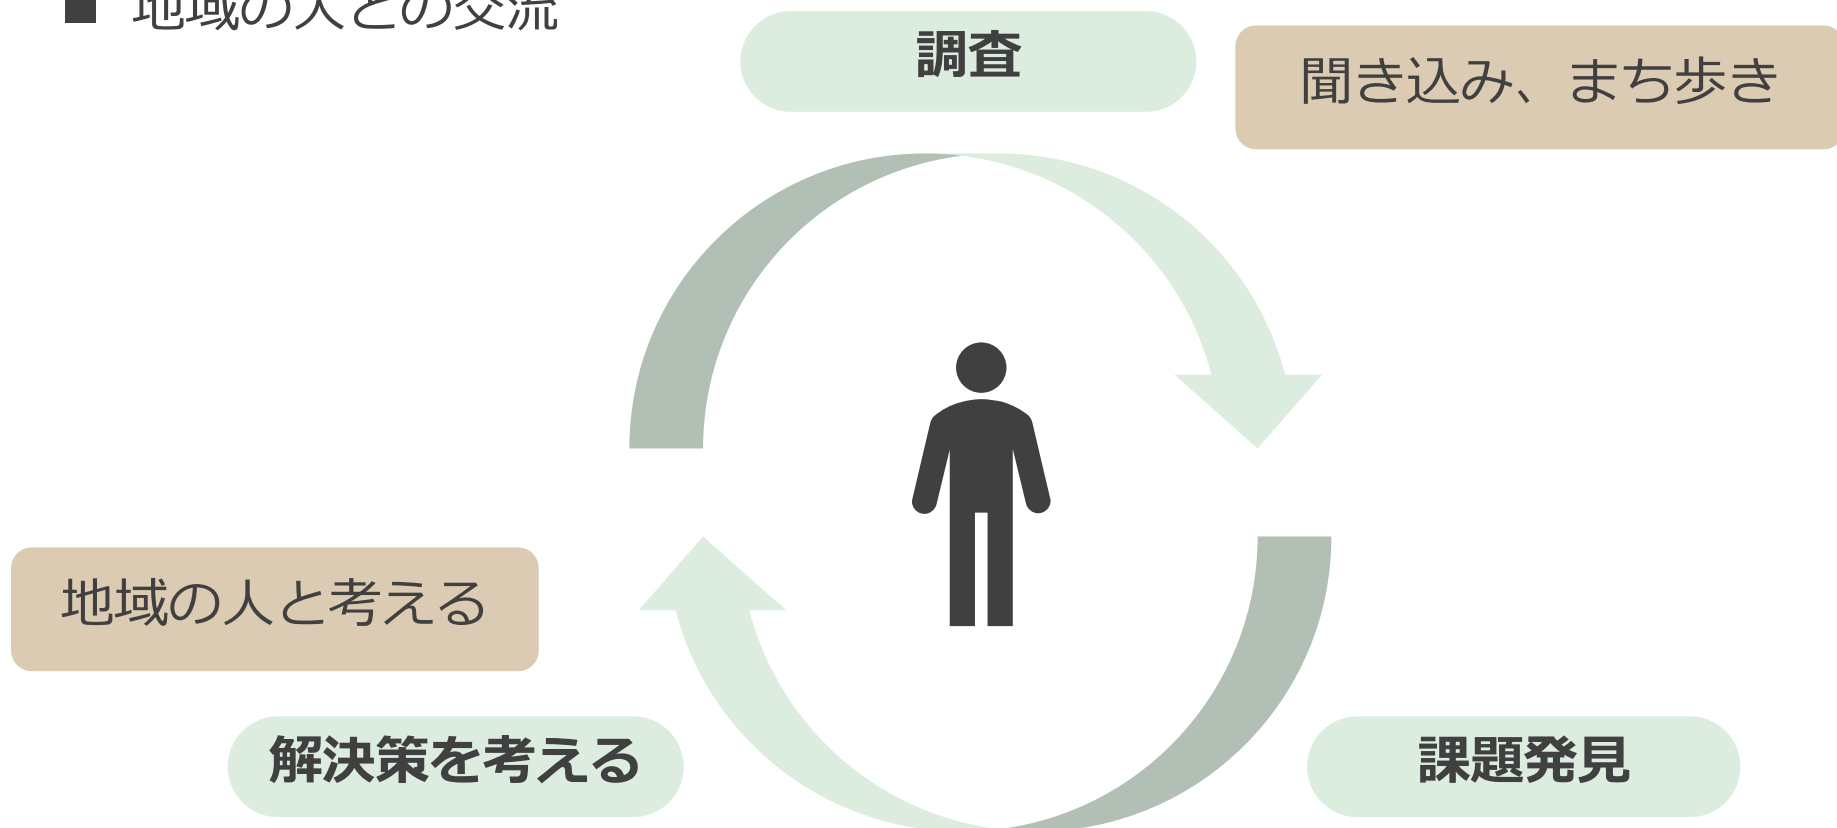 ■ 地域の人との交流
調査
聞き込み、まち歩き
地域の人と考える
解決策を考える
課題発見